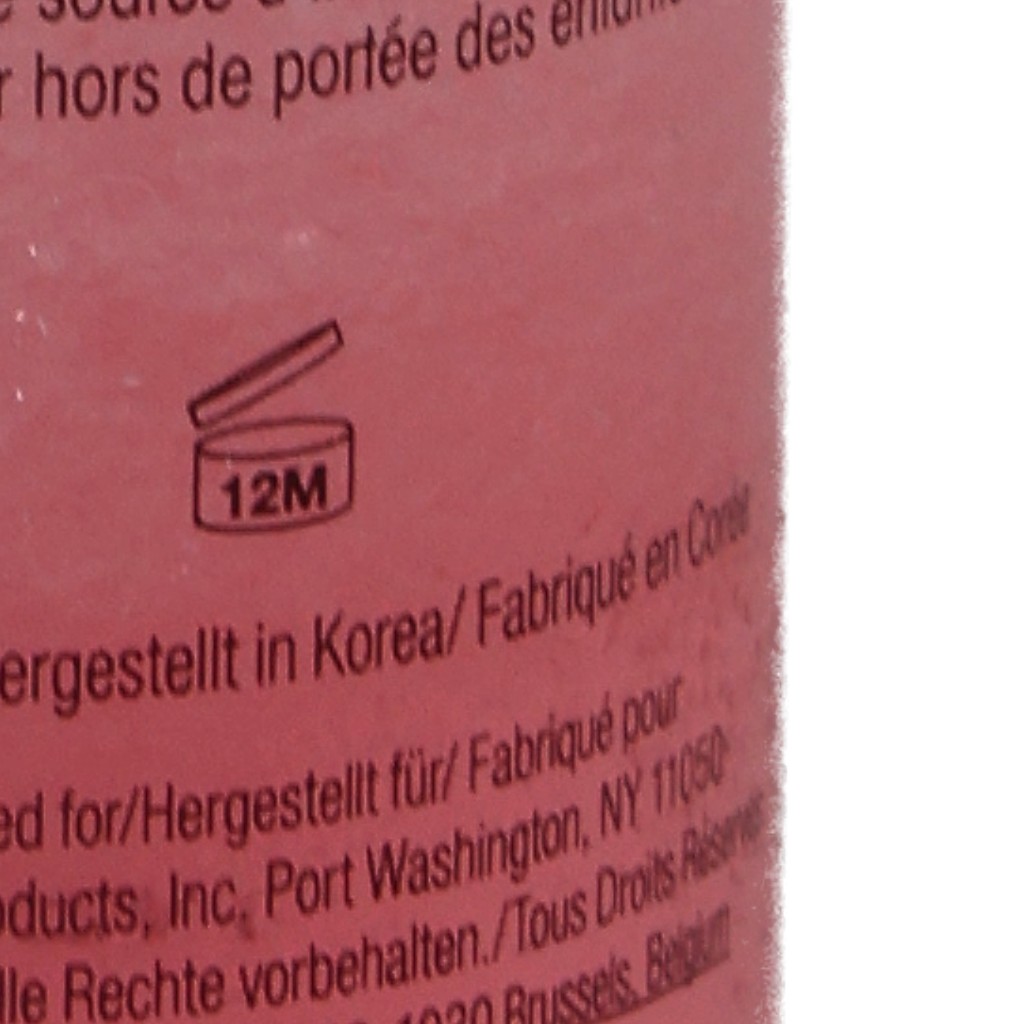 hors de portée des
12M
ergestellt in Korea/ Fabriqué en Corée
ed for/Hergestellt für/ Fabriqué pour
oducts, Inc, Port Washington, NY 11050
lle Rechte vorbehalten./Tous Droits Réservés
1030 Brussels, Belgium